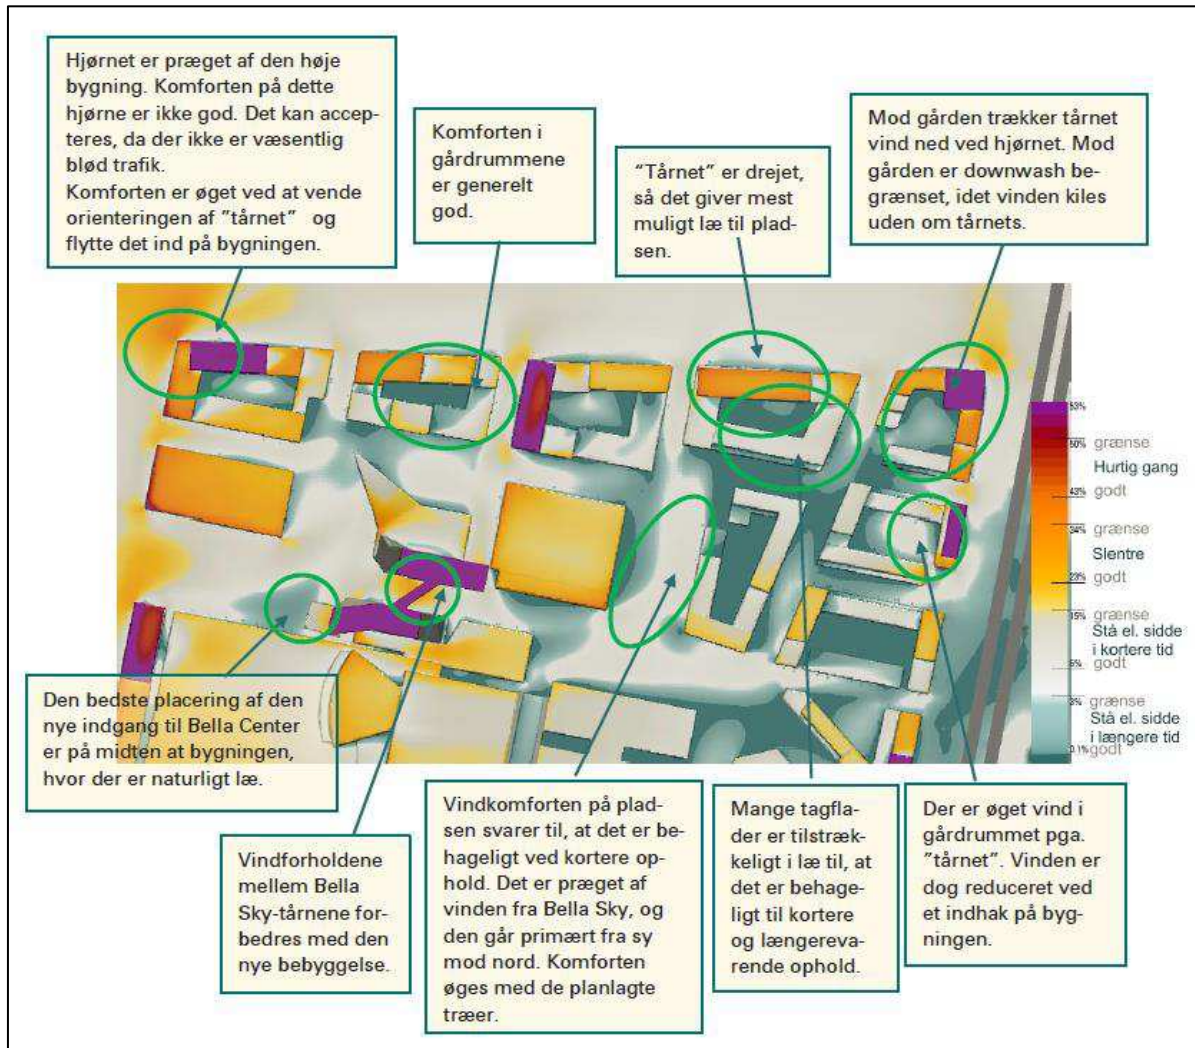 Hjørnet er præget af den høje
bygning. Komforten på dette
hjørne er ikke god. Det kan accep-
teres, da der ikke er væsentlig
blød trafik.
Komforten er øget ved at vende
orienteringen af ”tårnet” og
flytte det ind på bygningen.
Komforten i
gårdrummene
er generelt
god.
“Tårnet” er drejet,
så det giver mest
muligt læ til plad-
sen.
Mod gården trækker tårnet
vind ned ved hjørnet. Mod
gården er downwash be-
grænset, idet vinden kiles
uden om tårnets.
53%
50% grænse
Hurtig gang
43% godt
34% grænse
Slentre
23% godt
15% grænse
Stå el. sidde
i kortere tid
6% godt
3% grænse
Stå el. sidde
i længere tid
0.1% godt
Den bedste placering af den
nye indgang til Bella Center
er på midten at bygningen,
hvor der er naturligt læ.
Vindforholdene
mellem Bella
Sky-tårnene for-
bedres med den
nye bebyggelse.
Vindkomforten på plad-
sen svarer til, at det er be-
hageligt ved kortere op-
hold. Det er præget af
vinden fra Bella Sky, og
den går primært fra sy
mod nord. Komforten
øges med de planlagte
træer.
Mange tagfla-
der er tilstræk-
keligt i læ til, at
det er behage-
ligt til kortere
og længereva-
rende ophold.
Der er øget vind i
gårdrummet pga.
”tårnet”. Vinden er
dog reduceret ved
et indhak på byg-
ningen.